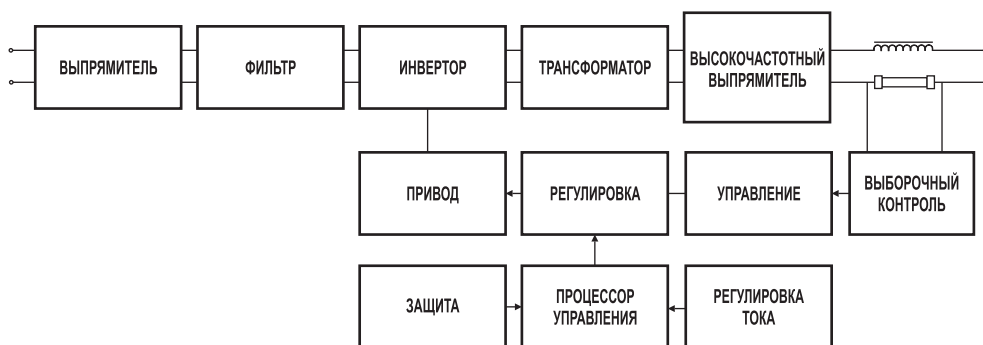 ВЫПРЯМИТЕЛЬ
ФИЛЬТР
ИНВЕРТОР
ТРАНСФОРМАТОР
ВЫСОКОЧАСТОТНЫЙ
ВЫПРЯМИТЕЛЬ
ПРИВОД
РЕГУЛИРОВКА
УПРАВЛЕНИЕ
ВЫБОРОЧНЫЙ
КОНТРОЛЬ
ЗАЩИТА
ПРОЦЕССОР
УПРАВЛЕНИЯ
РЕГУЛИРОВКА
ТОКА